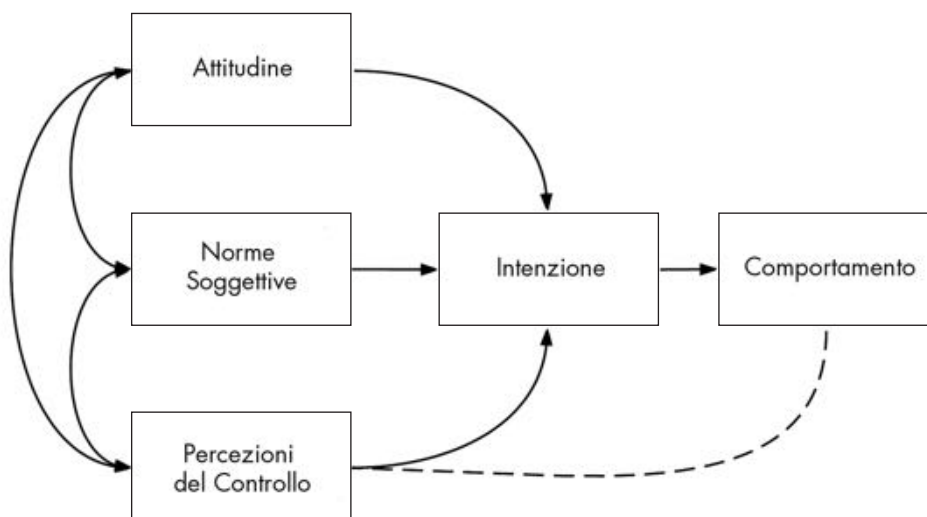 Attitudine
Norme
Soggettive
Intenzione
Comportamento
Percezioni
del Controllo